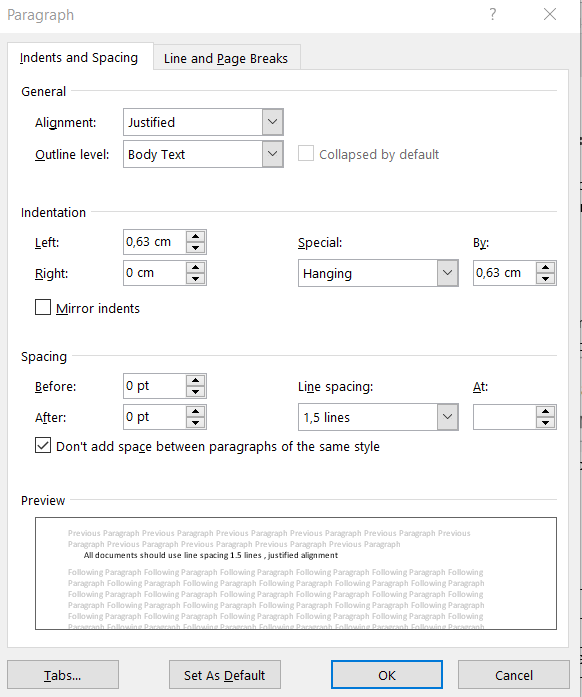 Paragraph ?
Indents and Spacing Line and Page Breaks
General
Alignment: Justified
Outline level: Body Text Collapsed by default
Indentation
Left: 0,63 cm Special: By:
Right: 0 cm Hanging 0,63 cm
Mirror indents
Spacing
Before: 0 pt Line spacing: At:
After: 0 pt 1,5 lines
Don't add space between paragraphs of the same style
Preview
Previous Paragraph Previous Paragraph Previous Paragraph Previous Paragraph Previous Paragraph Previous
Paragraph Previous Paragraph Previous Paragraph Previous Paragraph Previous Paragraph
All documents should use line spacing 1.5 lines , justified alignment
Following Paragraph Following Paragraph Following Paragraph Following Paragraph Following
Paragraph Following Paragraph Following Paragraph Following Paragraph Following Paragraph
Following Paragraph Following Paragraph Following Paragraph Following Paragraph Following
Paragraph Following Paragraph Following Paragraph Following Paragraph Following Paragraph
Following Paragraph Following Paragraph Following Paragraph Following Paragraph Following
Paragraph Following Paragraph Following Paragraph Following Paragraph Following Paragraph
Tabs... Set As Default OK Cancel